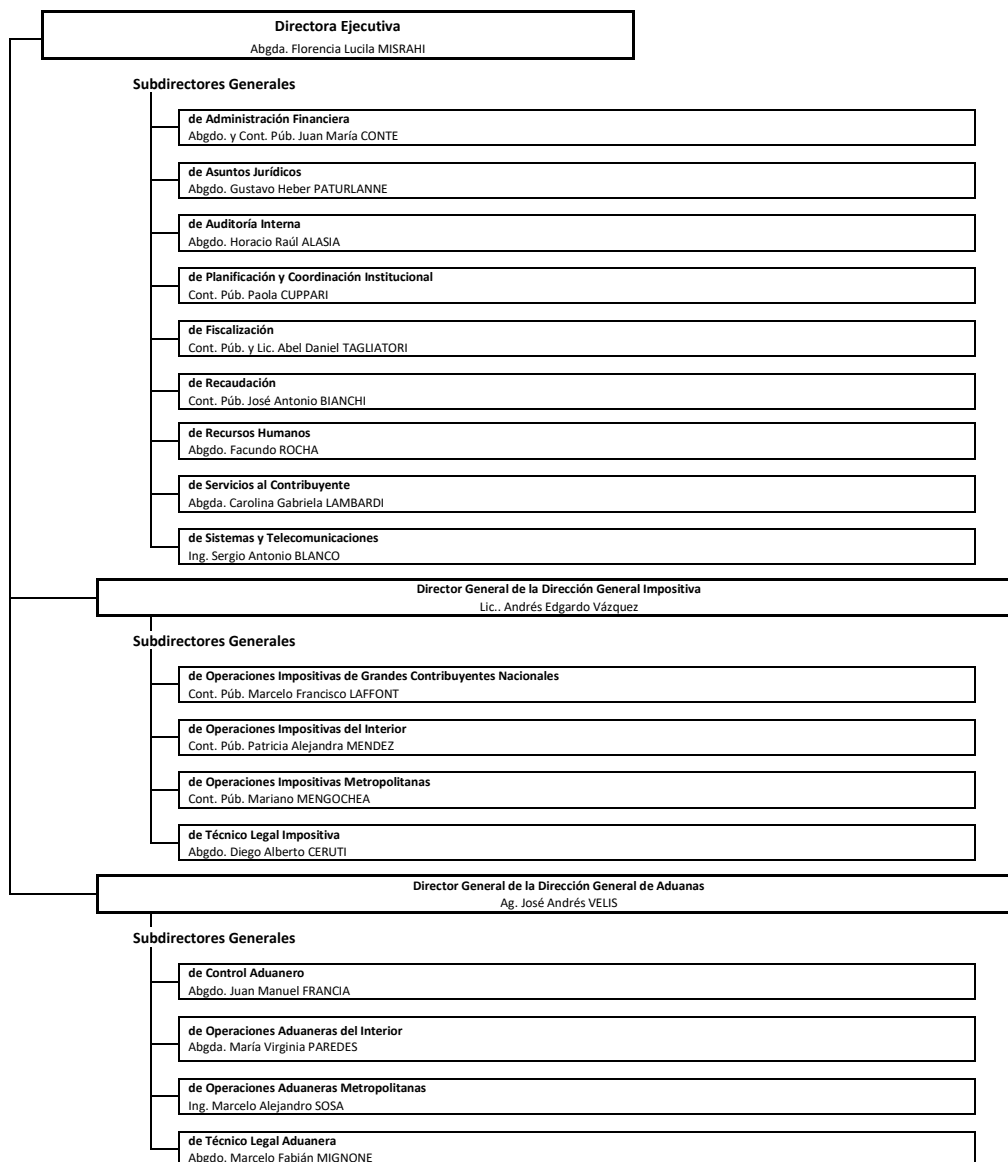 Directora Ejecutiva
Abgda. Florencia Lucila MISRAHI
Subdirectores Generales
de Administración Financiera
Abgdo. y Cont. Púb. Juan María CONTE
de Asuntos Jurídicos
Abgdo. Gustavo Heber PATURLANNE
de Auditoría Interna
Abgdo. Horacio Raúl ALASIA
de Planificación y Coordinación Institucional
Cont. Púb. Paola CUPPARI
de Fiscalización
Cont. Púb. y Lic. Abel Daniel TAGLIATORI
de Recaudación
Cont. Púb. José Antonio BIANCHI
de Recursos Humanos
Abgdo. Facundo ROCHA
de Servicios al Contribuyente
Abgda. Carolina Gabriela LAMBARDI
de Sistemas y Telecomunicaciones
Ing. Sergio Antonio BLANCO
Director General de la Dirección General Impositiva
Lic.. Andrés Edgardo Vázquez
Subdirectores Generales
de Operaciones Impositivas de Grandes Contribuyentes Nacionales
Cont. Púb. Marcelo Francisco LAFFONT
de Operaciones Impositivas del Interior
Cont. Púb. Patricia Alejandra MENDEZ
de Operaciones Impositivas Metropolitanas
Cont. Púb. Mariano MENGOCHEA
de Técnico Legal Impositiva
Abgdo. Diego Alberto CERUTI
Director General de la Dirección General de Aduanas
Ag. José Andrés VELIS
Subdirectores Generales
de Control Aduanero
Abgdo. Juan Manuel FRANCIA
de Operaciones Aduaneras del Interior
Abgda. María Virginia PAREDES
de Operaciones Aduaneras Metropolitanas
Ing. Marcelo Alejandro SOSA
de Técnico Legal Aduanera
Abgdo. Marcelo Fabián MIGNONE